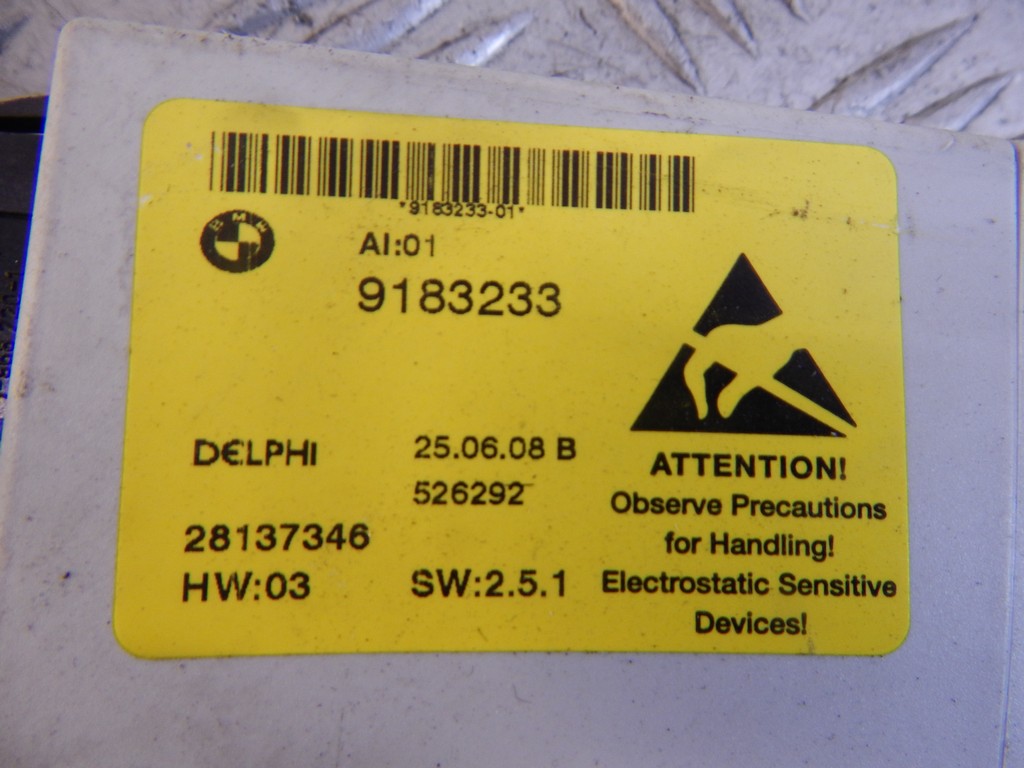 *9183233-01*
BMW
AI:01
9183233
DELPHI
25.06.08 B
526292
28137346
HW:03
SW:2.5.1
ATTENTION!
Observe Precautions
for Handling!
Electrostatic Sensitive
Devices!